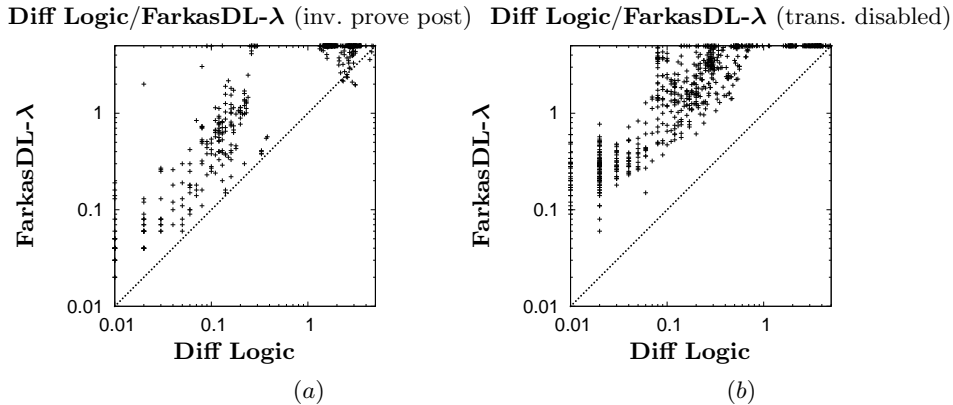 Diff Logic/FarkasDL-λ (inv. prove post)
FarkasDL-λ
1
0.1
0.01
0.01 0.1 1
Diff Logic
(a)
Diff Logic/FarkasDL-λ (trans. disabled)
FarkasDL-λ
1
0.1
0.01
0.01 0.1 1
Diff Logic
(b)